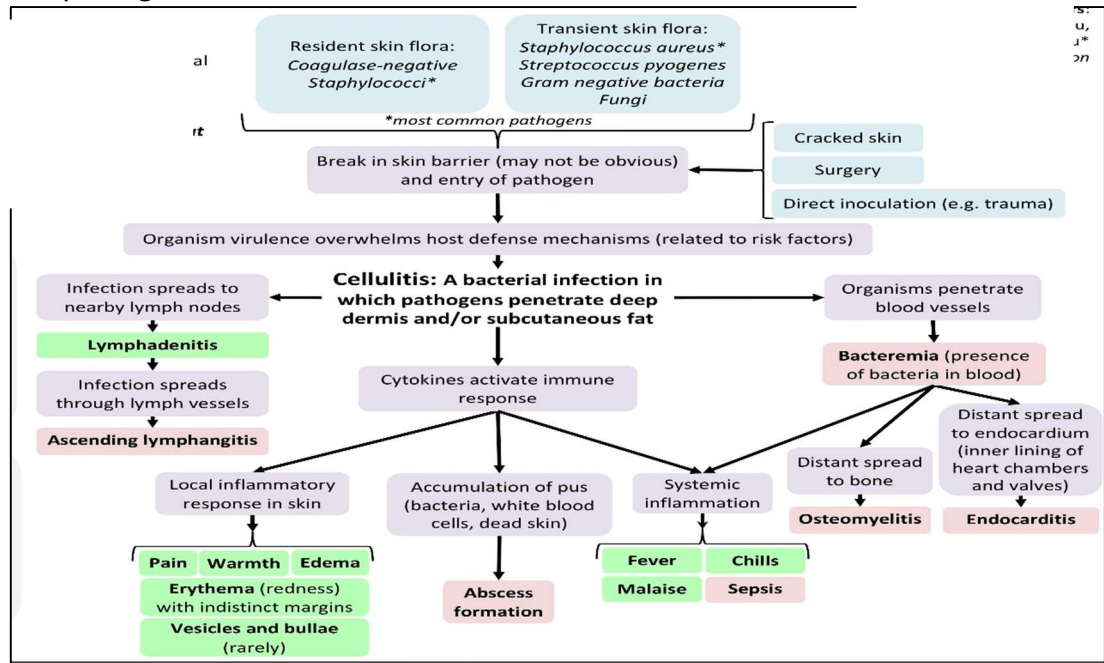 Resident skin flora:
Coagulase-negative
Staphylococci*
Transient skin flora:
Staphylococcus aureus*
Streptococcus pyogenes
Gram negative bacteria
Fungi
al
*most common pathogens
Break in skin barrier (may not be obvious)
and entry of pathogen
Cracked skin
Surgery
Direct inoculation (e.g. trauma)
Organism virulence overwhelms host defense mechanisms (related to risk factors)
Cellulitis: A bacterial infection in
which pathogens penetrate deep
dermis and/or subcutaneous fat
Infection spreads to
nearby lymph nodes
Lymphadenitis
Infection spreads
through lymph vessels
Ascending lymphangitis
Cytokines activate immune
response
Organisms penetrate
blood vessels
Bacteremia (presence
of bacteria in blood)
Local inflammatory
response in skin
Accumulation of pus
(bacteria, white blood
cells, dead skin)
Systemic
inflammation
Distant spread
to bone
Distant spread
to endocardium
(inner lining of
heart chambers
and valves)
Osteomyelitis
Endocarditis
Pain
Warmth
Edema
Erythema (redness)
with indistinct margins
Vesicles and bullae
(rarely)
Abscess
formation
Fever
Chills
Malaise
Sepsis